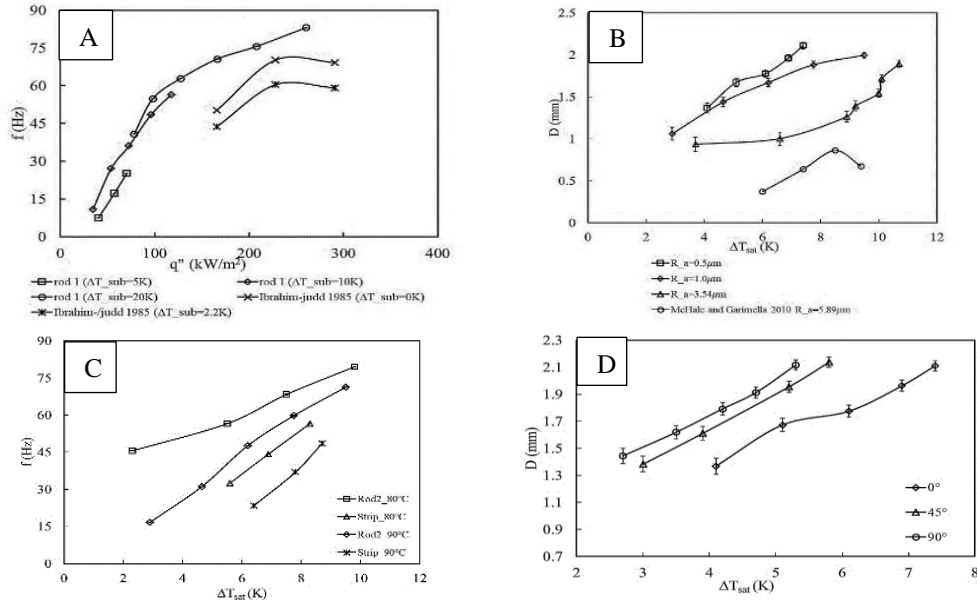 A
90
75
60
45
30
15
0
f (Hz)
0 100 200 300 400
q" (kW/m²)
rod 1 (ΔT_sub=5K) rod 1 (ΔT_sub=10K)
rod 1 (ΔT_sub=20K) Ibrahim-judd 1985 (ΔT_sub=0K)
Ibrahim-/judd 1985 (ΔT_sub=2.2K)
B
2.5
2
1.5
1
0.5
0
D (mm)
0 2 4 6 8 10 12
ΔTsat (K)
R_a=0.5μm
R_a=1.0μm
R_a=3.54μm
McHale and Garimella 2010 R_a=5.89μm
C
90
75
60
45
30
15
0
f (Hz)
0 2 4 6 8 10 12
ΔTsat (K)
Rod2_80°C
Strip_80°C
Rod2_90°C
Strip_90°C
D
2.3
2.1
1.9
1.7
1.5
1.3
1.1
0.9
0.7
D (mm)
2 3 4 5 6 7 8
ΔTsat (K)
0°
45°
90°